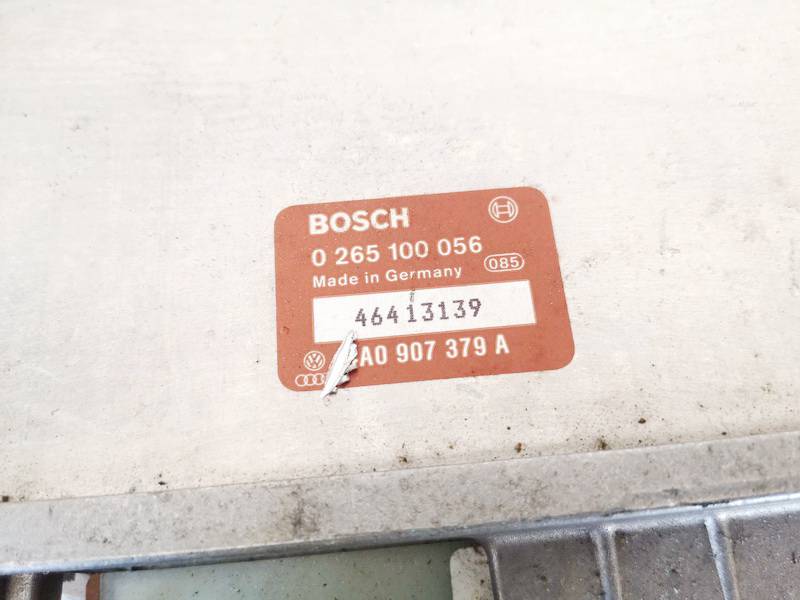 BOSCH
0 265 100 056
Made in Germany 085
46413139
A0 907 379 A